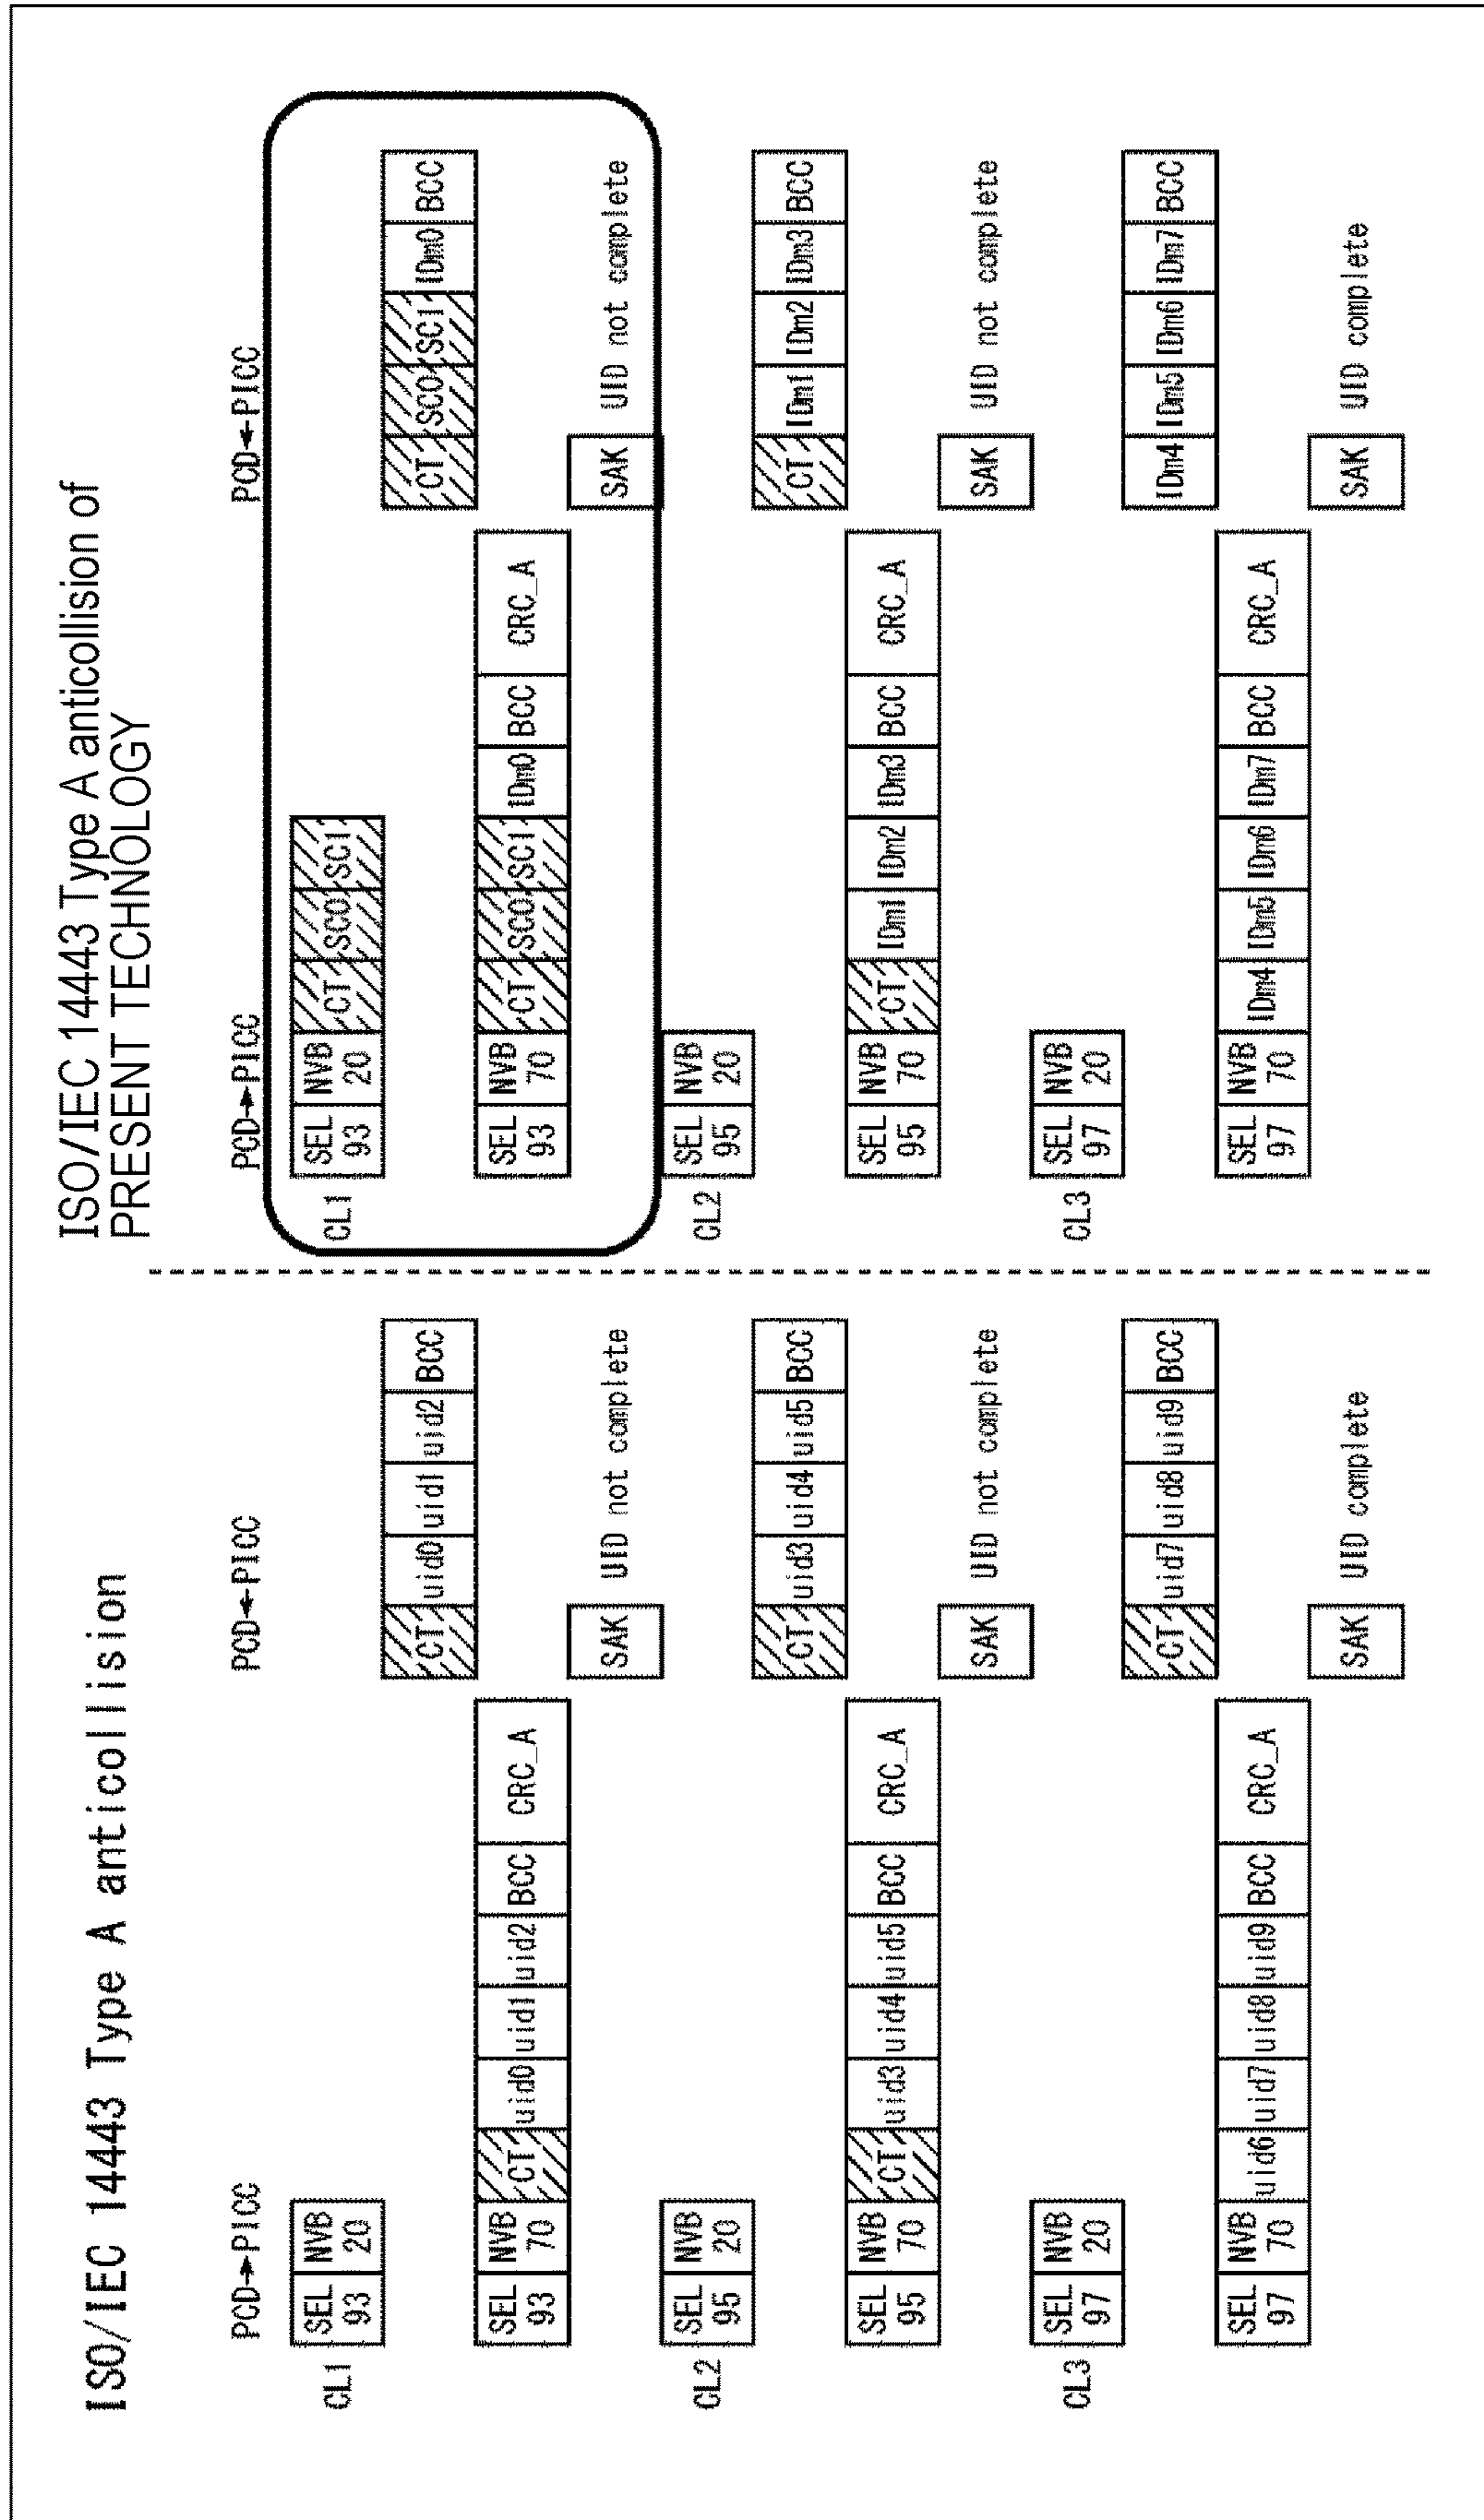 ISO/IEC 14443 Type A anticollision
PCD→PICC PCD←PICC
CL1 SEL 93 NVB 20
CT uid0 uid1 uid2 BCC
SEL 93 NVB 70 CT uid0 uid1 uid2 BCC CRC_A
SAK UID not complete
CL2 SEL 95 NVB 20
CT uid3 uid4 uid5 BCC
SEL 95 NVB 70 CT uid3 uid4 uid5 BCC CRC_A
SAK UID not complete
CL3 SEL 97 NVB 20
CT uid7 uid8 uid9 BCC
SEL 97 NVB 70 uid6 uid7 uid8 uid9 BCC CRC_A
SAK UID complete
ISO/IEC 14443 Type A anticollision of
PRESENT TECHNOLOGY
PCD→PICC PCD←PICC
CL1 SEL 93 NVB 20 CT SC0 SC1
CT SC0 SC1 IDm0 BCC
SEL 93 NVB 70 CT SC0 SC1 IDm0 BCC CRC_A
SAK UID not complete
CL2 SEL 95 NVB 20
CT IDm1 IDm2 IDm3 BCC
SEL 95 NVB 70 CT IDm1 IDm2 IDm3 BCC CRC_A
SAK UID not complete
CL3 SEL 97 NVB 20
IDm4 IDm5 IDm6 IDm7 BCC
SEL 97 NVB 70 IDm4 IDm5 IDm6 IDm7 BCC CRC_A
SAK UID complete